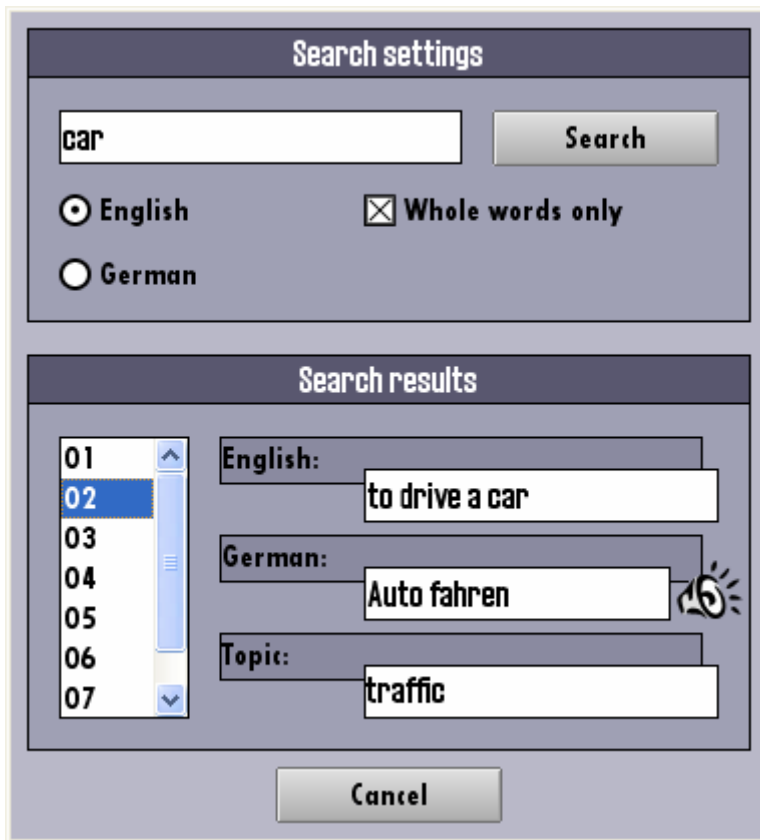 Search settings
car
Search
English
Whole words only
German
Search results
01
02
03
04
05
06
07
English:
to drive a car
German:
Auto fahren
Topic:
traffic
Cancel